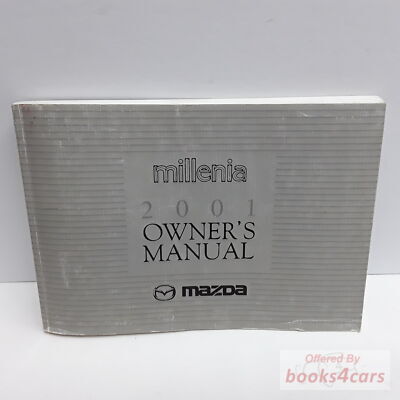 millenia
2001
OWNER'S
MANUAL
mazda
Offered By
books4cars